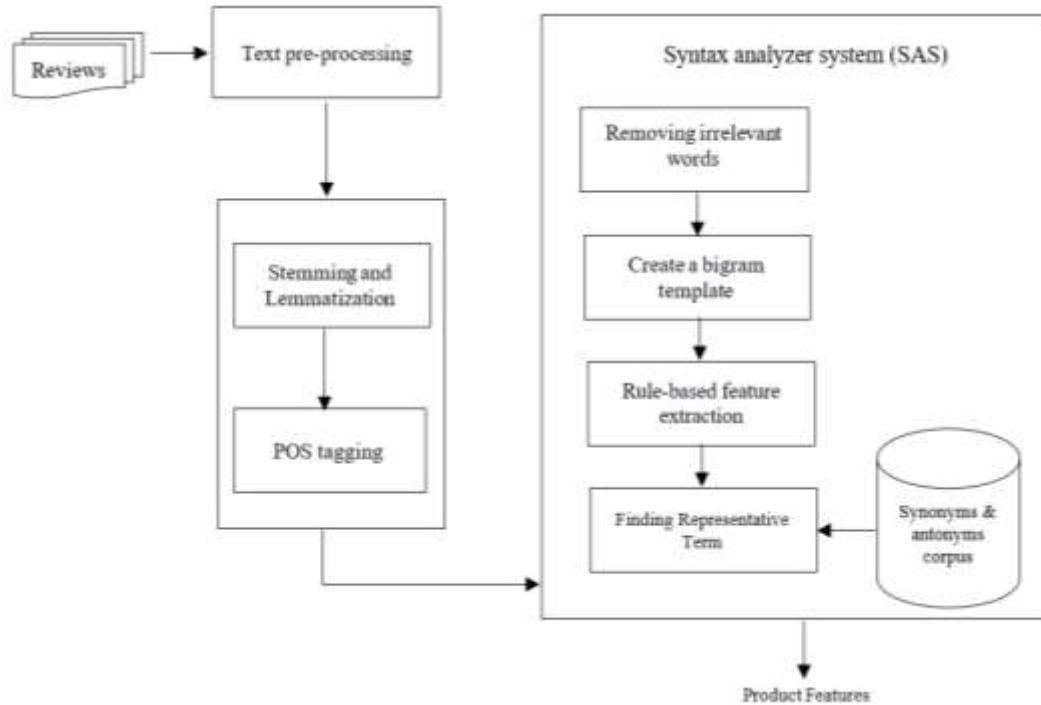 Reviews
Text pre-processing
Stemming and
Lemmatization
POS tagging
Syntax analyzer system (SAS)
Removing irrelevant
words
Create a bigram
template
Rule-based feature
extraction
Finding Representative
Term
Synonyms &
antonyms
corpus
Product Features